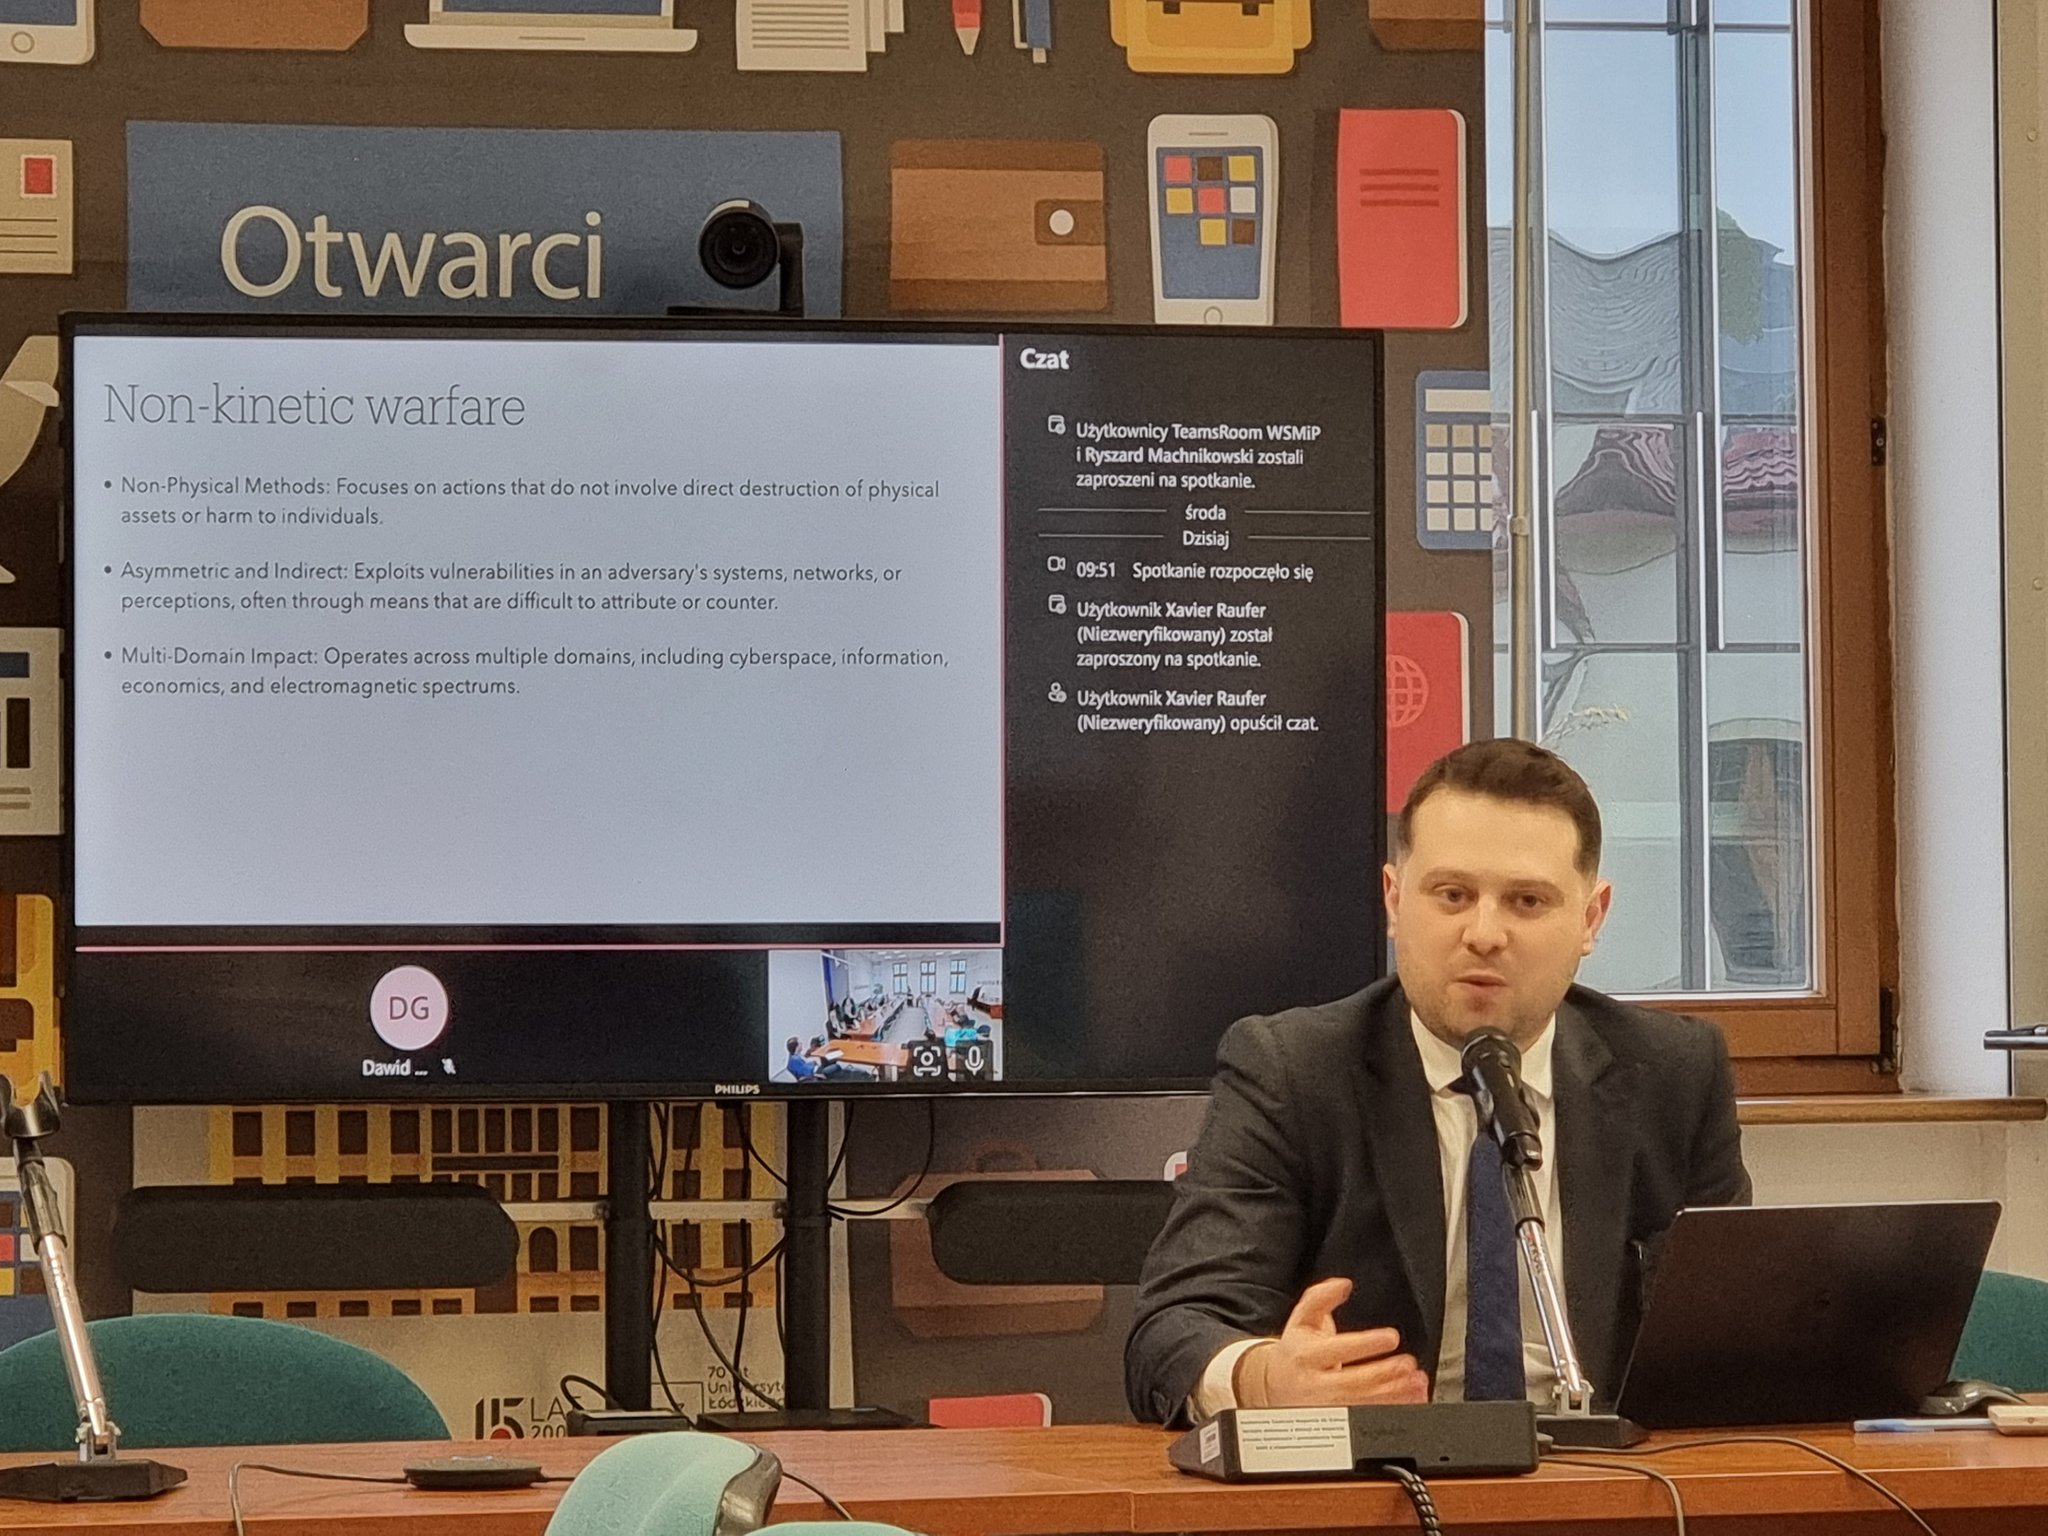 Otwarci
Non-kinetic warfare
• Non-Physical Methods: Focuses on actions that do not involve direct destruction of physical
assets or harm to individuals.
• Asymmetric and Indirect: Exploits vulnerabilities in an adversary's systems, networks, or
perceptions, often through means that are difficult to attribute or counter.
• Multi-Domain Impact: Operates across multiple domains, including cyberspace, information,
economics, and electromagnetic spectrums.
Czat
Użytkownicy TeamsRoom WSMiP
i Ryszard Machnikowski zostali
zaproszeni na spotkanie.
środa
Dzisiaj
09:51 Spotkanie rozpoczęło się
Użytkownik Xavier Raufer
(Niezweryfikowany) został
zaproszony na spotkanie.
Użytkownik Xavier Raufer
(Niezweryfikowany) opuścił czat.
DG
Dawid ...
PHILIPS
15 LA
200
70